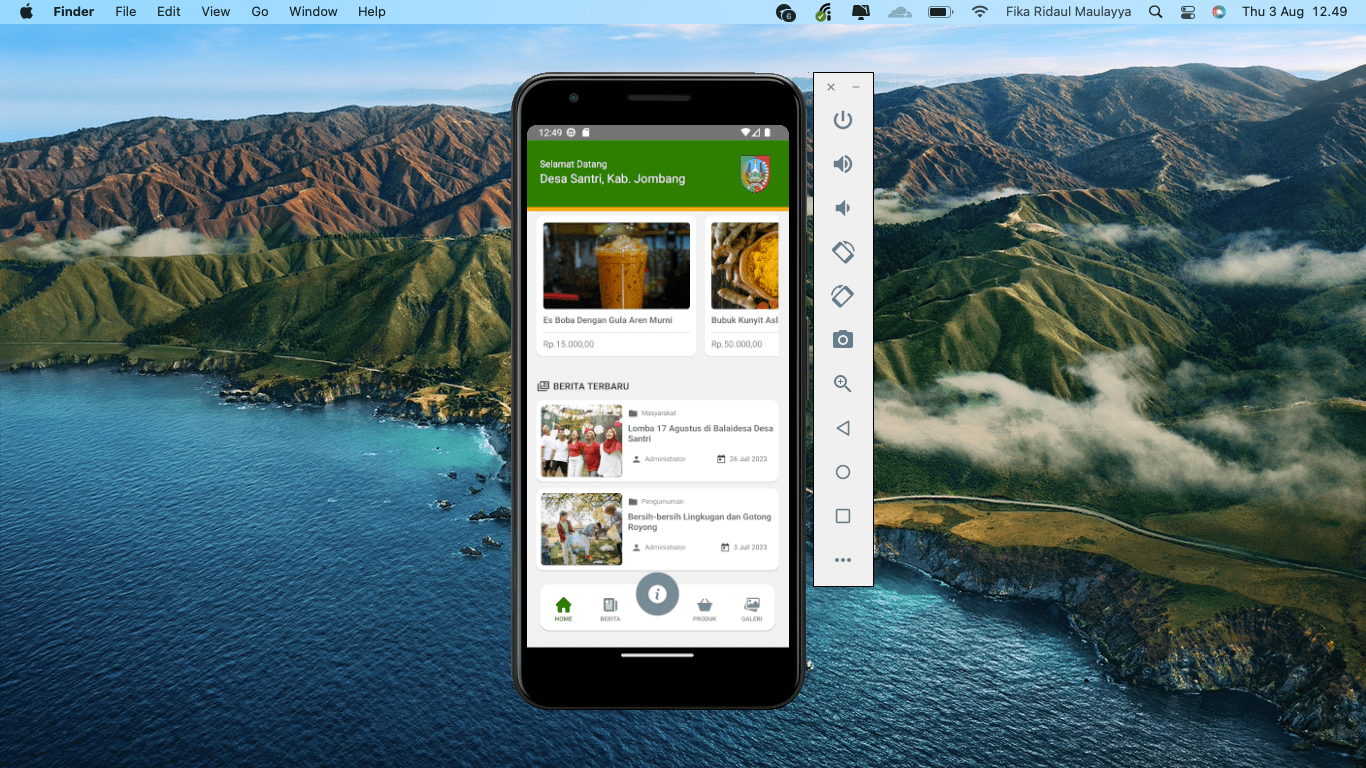 Finder File Edit View Go Window Help
6
Fika Ridaul Maulayya
Thu 3 Aug 12.49
12:49
Selamat Datang
Desa Santri, Kab. Jombang
Es Boba Dengan Gula Aren Murni
Rp.15.000,00
Bubuk Kunyit Asl
Rp.50.000,00
BERITA TERBARU
Masyarakat
Lomba 17 Agustus di Balaidesa Desa
Santri
Administrator
26 Juli 2023
Pengumuman
Bersih-bersih Lingkugan dan Gotong
Royong
Administrator
3 Juli 2023
i
HOME BERITA PRODUK GALERI